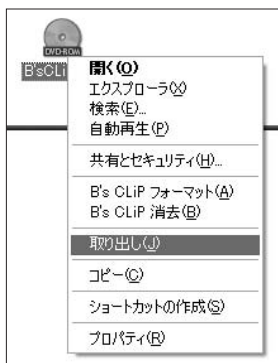 DVD-ROM
B'sCLi
開く(O)
エクスプローラ(X)
検索(E)...
自動再生(P)
共有とセキュリティ(H)...
B's CLiP フォーマット(A)
B's CLiP 消去(B)
取り出し(J)
コピー(C)
ショートカットの作成(S)
プロパティ(R)